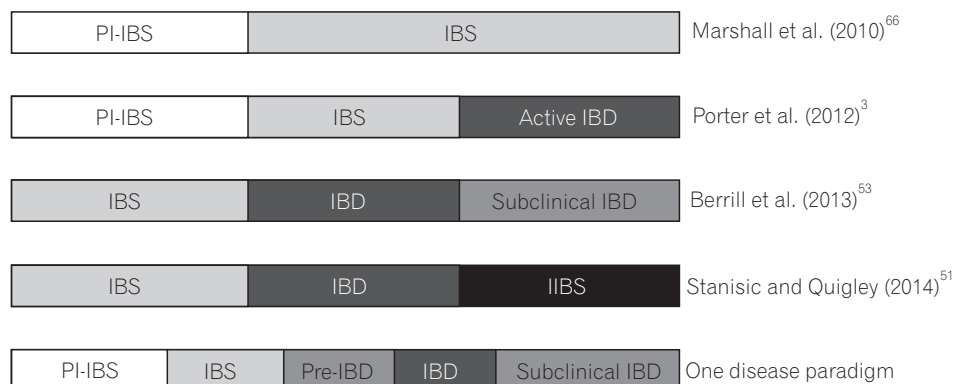 PI-IBS IBS Marshall et al. (2010)66
PI-IBS IBS Active IBD Porter et al. (2012)3
IBS IBD Subclinical IBD Berrill et al. (2013)53
IBS IBD IIBS Stanisic and Quigley (2014)51
PI-IBS IBS Pre-IBD IBD Subclinical IBD One disease paradigm